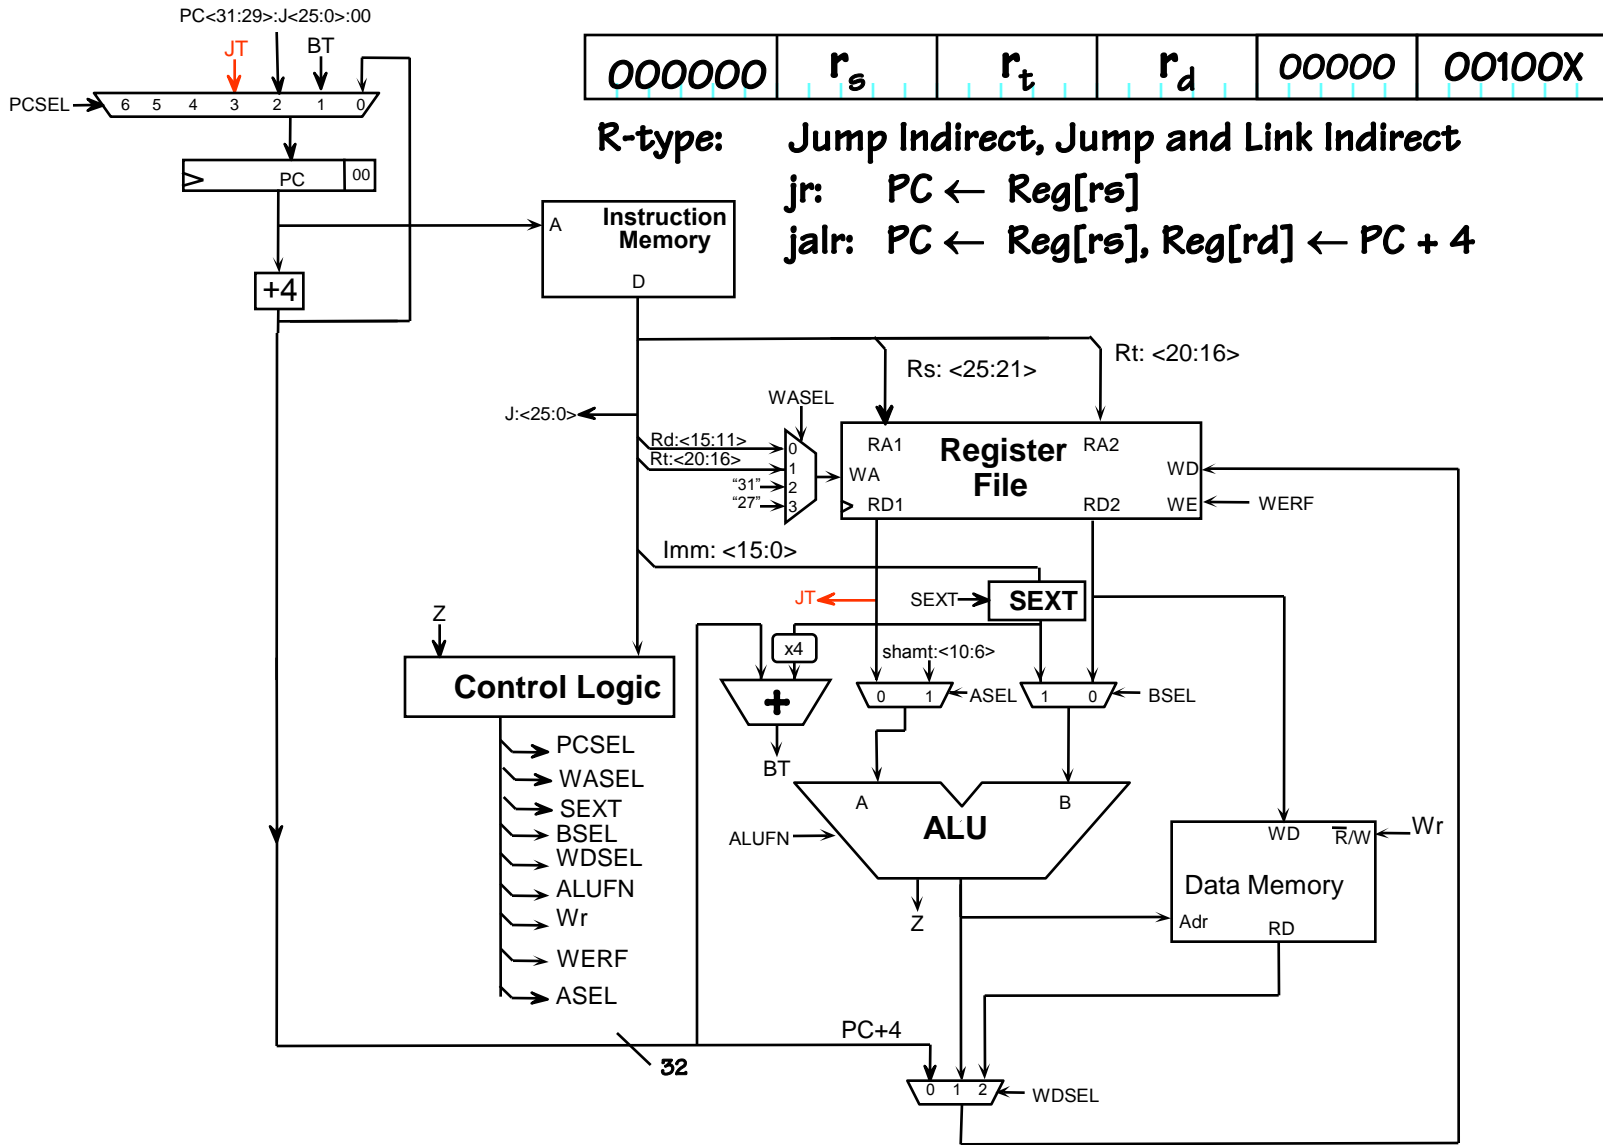 PC<31:29>:J<25:0>:00
JT
BT
PCSEL
6 5 4 3 2 1 0
PC
00
+4
000000 rs rt rd 00000 00100X
R-type: Jump Indirect, Jump and Link Indirect
jr: PC ← Reg[rs]
jalr: PC ← Reg[rs], Reg[rd] ← PC + 4
A
Instruction
Memory
D
Rs: <25:21>
Rt: <20:16>
J:<25:0>
WASEL
Rd:<15:11>
Rt:<20:16>
“31”
“27”
0
1
2
3
RA1
RA2
Register
File
WA
WD
RD1
RD2
WE
WERF
Imm: <15:0>
JT
SEXT
SEXT
Z
x4
shamt:<10:6>
Control Logic
+
0 1
ASEL
1 0
BSEL
BT
PCSEL
WASEL
SEXT
BSEL
WDSEL
ALUFN
Wr
WERF
ASEL
A
B
ALU
ALUFN
Z
WD
R/W
Wr
Data Memory
Adr
RD
PC+4
32
0 1 2
WDSEL